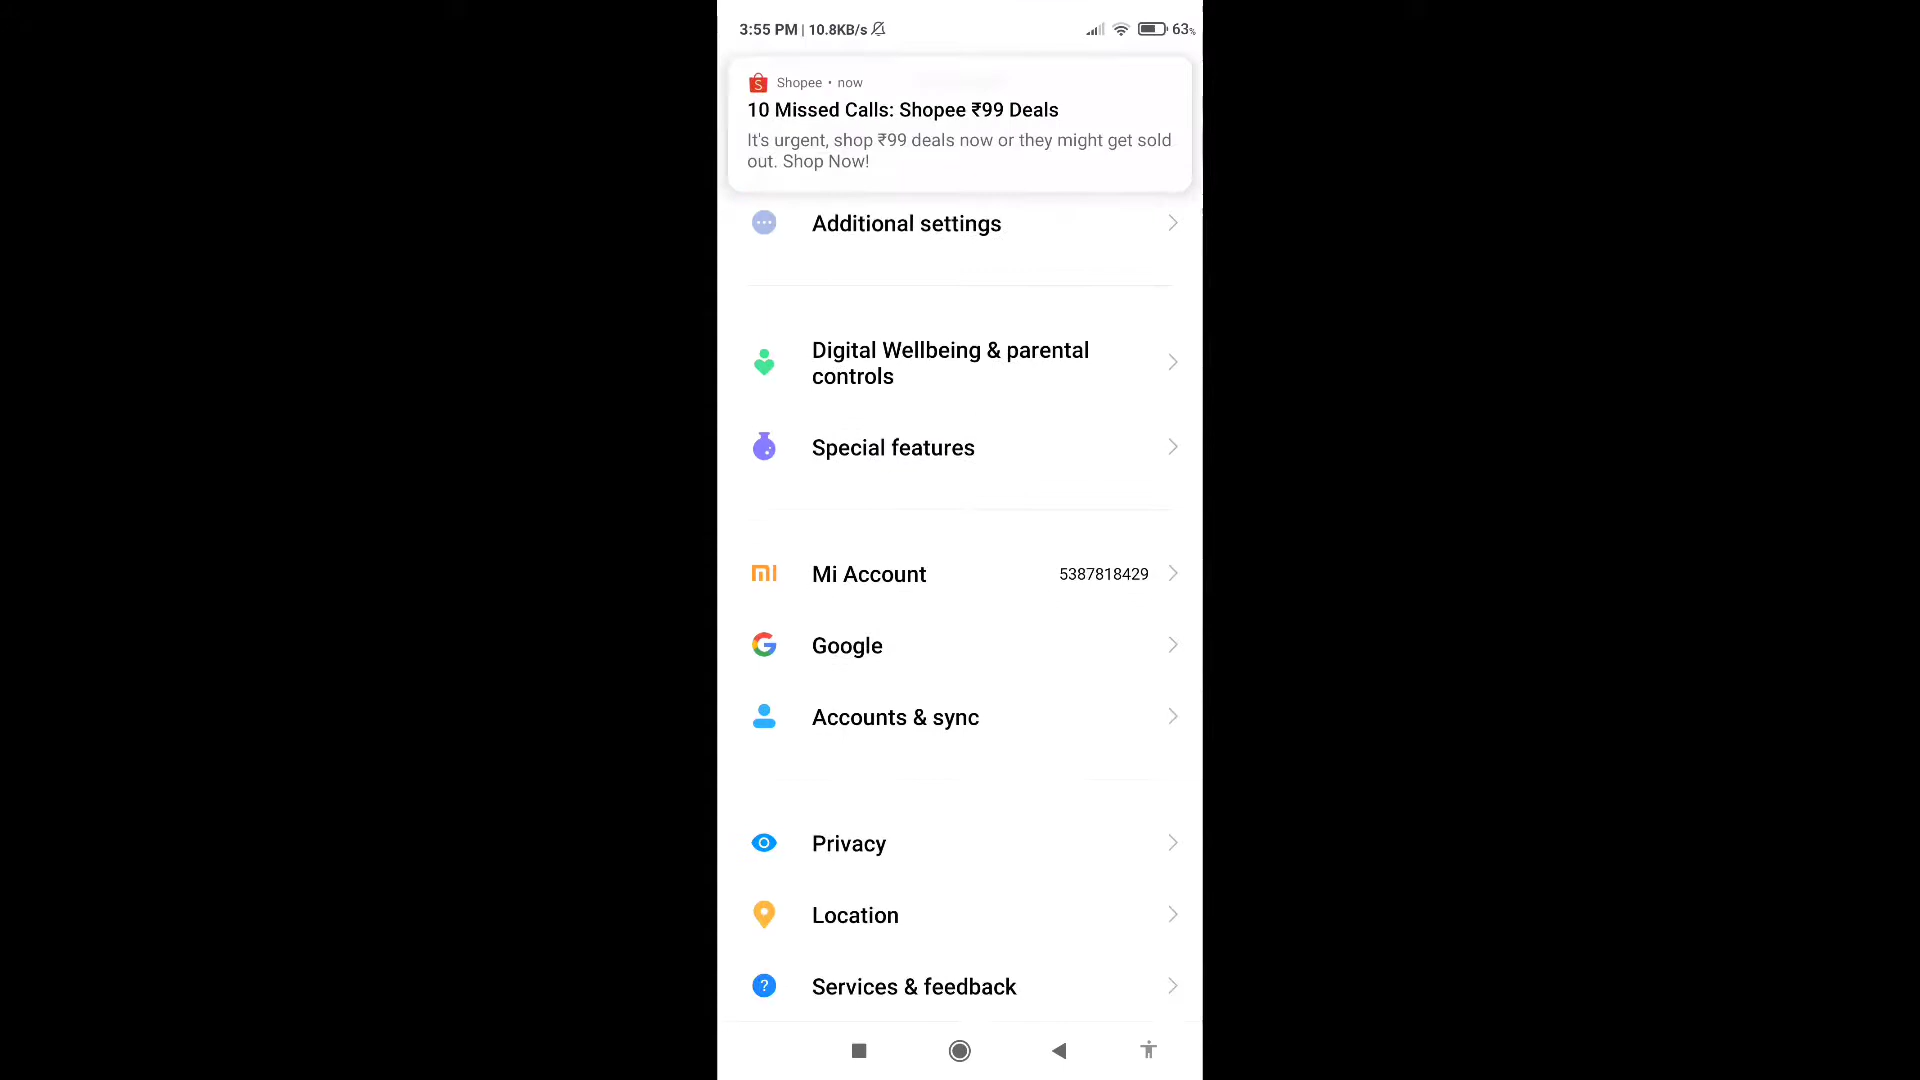 3:55 PM | 10.8KB/s 63%
Shopee • now
10 Missed Calls: Shopee ₹99 Deals
It's urgent, shop ₹99 deals now or they might get sold
out. Shop Now!
Additional settings
Digital Wellbeing & parental
controls
Special features
Mi Account 5387818429
Google
Accounts & sync
Privacy
Location
Services & feedback